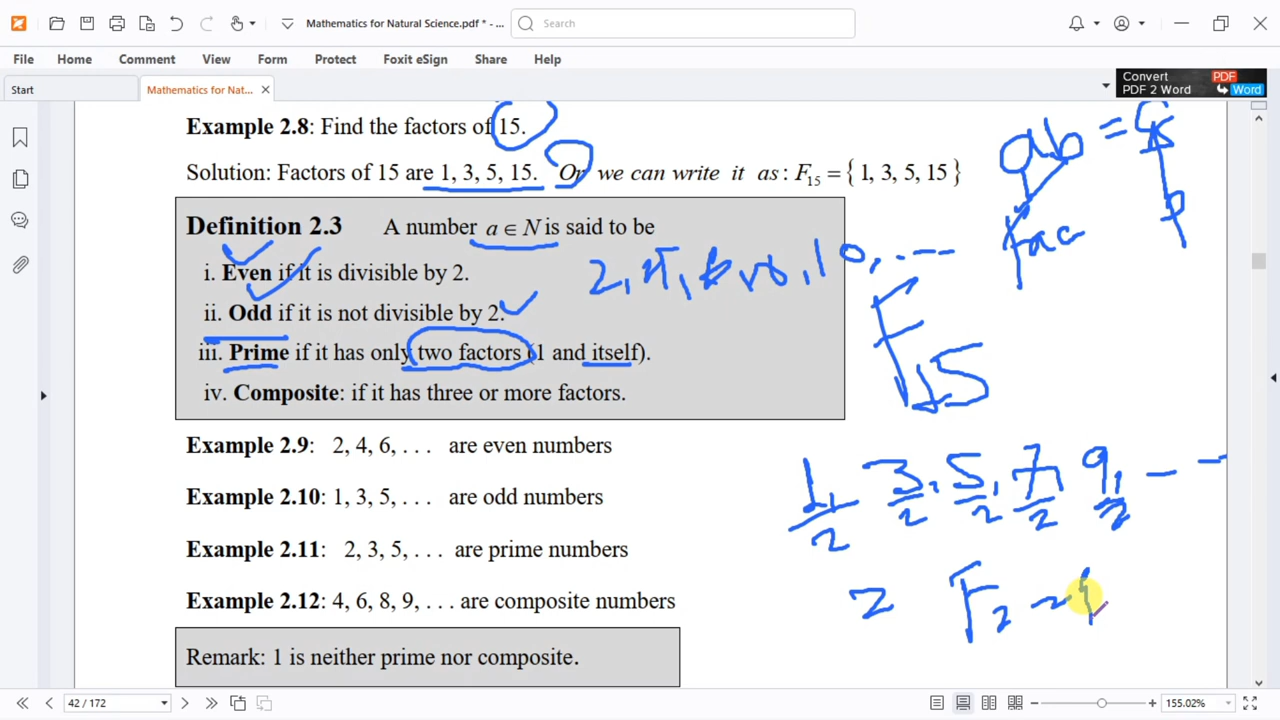 Mathematics for Natural Science.pdf * - ...
Search
File Home Comment View Form Protect Foxit eSign Share Help
Start
Mathematics for Nat...
Convert PDF
PDF 2 Word Word
Example 2.8: Find the factors of 15.
ab =
Solution: Factors of 15 are 1, 3, 5, 15. Or we can write it as : F15 = { 1, 3, 5, 15 }
p
fac
Definition 2.3 A number a ∈ N is said to be
i. Even if it is divisible by 2.
2, 4, 6, 8, 10, ...
ii. Odd if it is not divisible by 2.
F15
iii. Prime if it has only two factors (1 and itself).
iv. Composite: if it has three or more factors.
Example 2.9: 2, 4, 6, . . . are even numbers
1/2, 3/2, 5/2, 7/2, 9/2, - -
Example 2.10: 1, 3, 5, . . . are odd numbers
Example 2.11: 2, 3, 5, . . . are prime numbers
2 F2 =
Example 2.12: 4, 6, 8, 9, . . . are composite numbers
Remark: 1 is neither prime nor composite.
42 / 172
155.02%